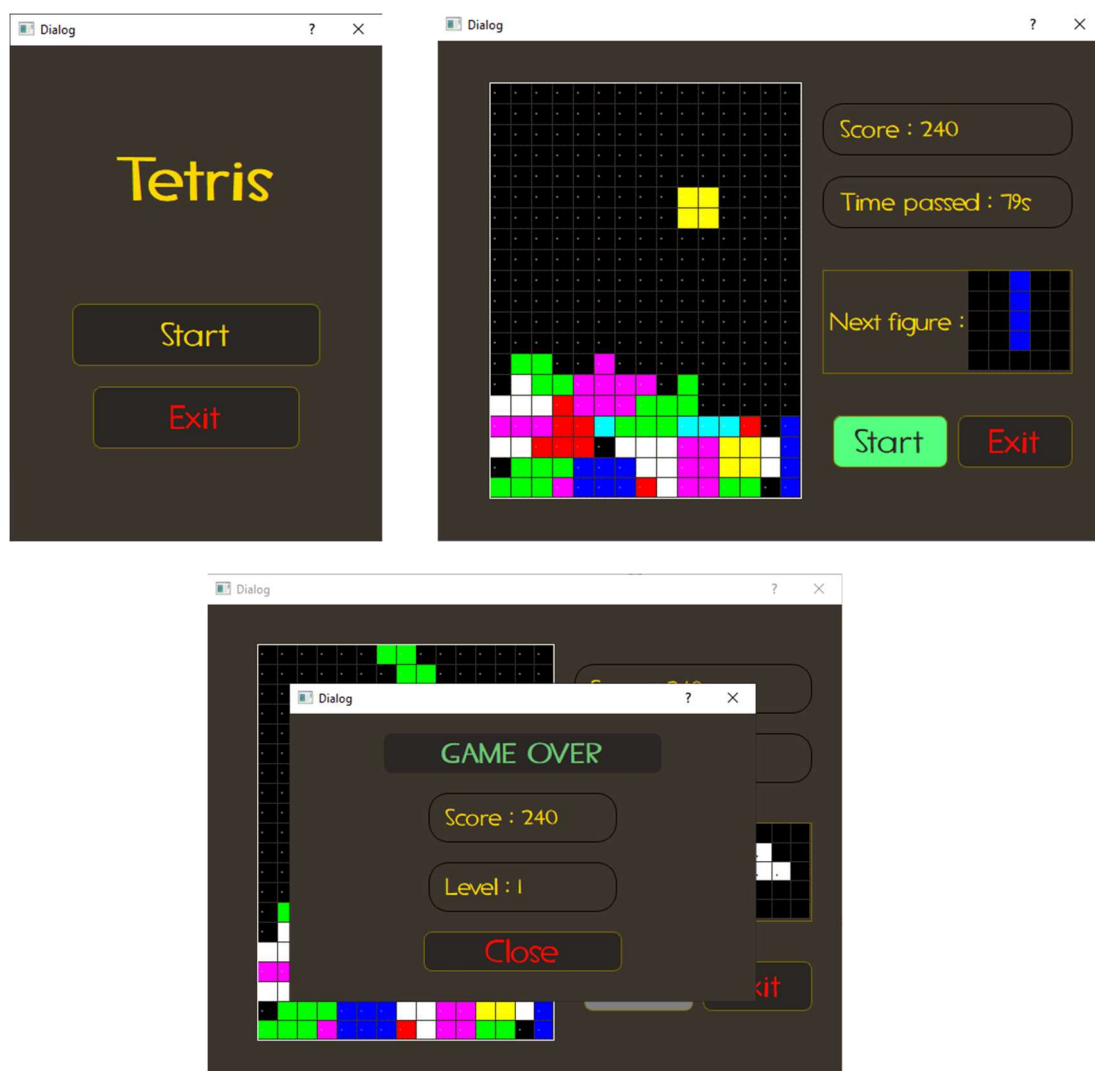 Dialog
Tetris
Start
Exit
Dialog
Score : 240
Time passed : 79s
Next figure :
Start
Exit
Dialog
Dialog
GAME OVER
Score : 240
Level : 1
Close